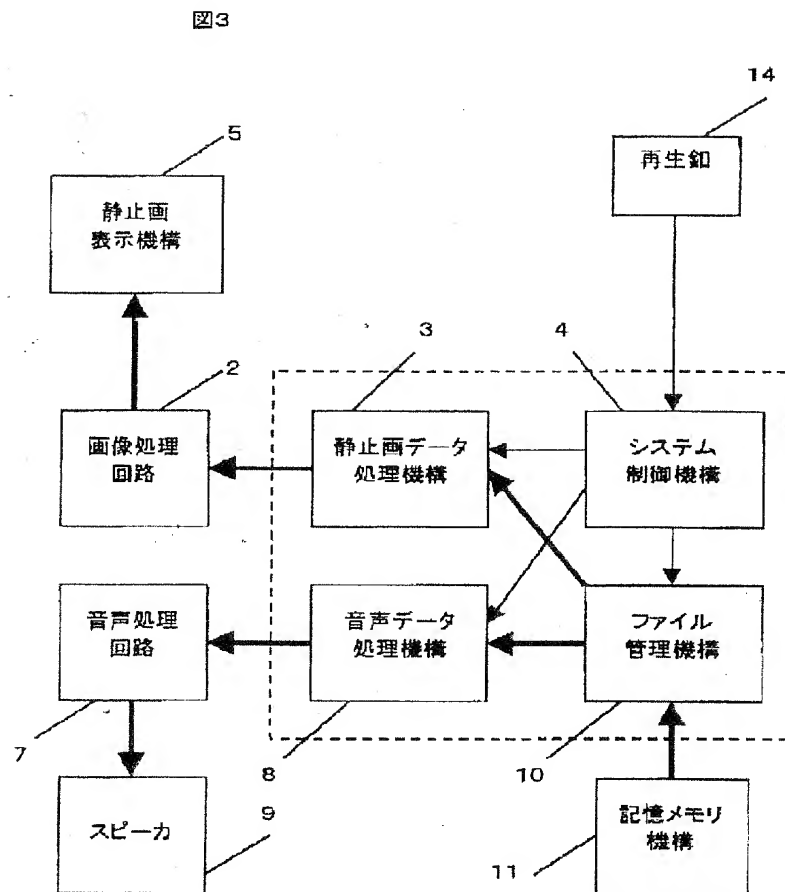 図3
14
再生釦
5
静止画
表示機構
3
4
2
画像処理
回路
静止画データ
処理機構
システム
制御機構
音声処理
回路
音声データ
処理機構
ファイル
管理機構
7
8
10
スピーカ
9
記憶メモリ
機構
11